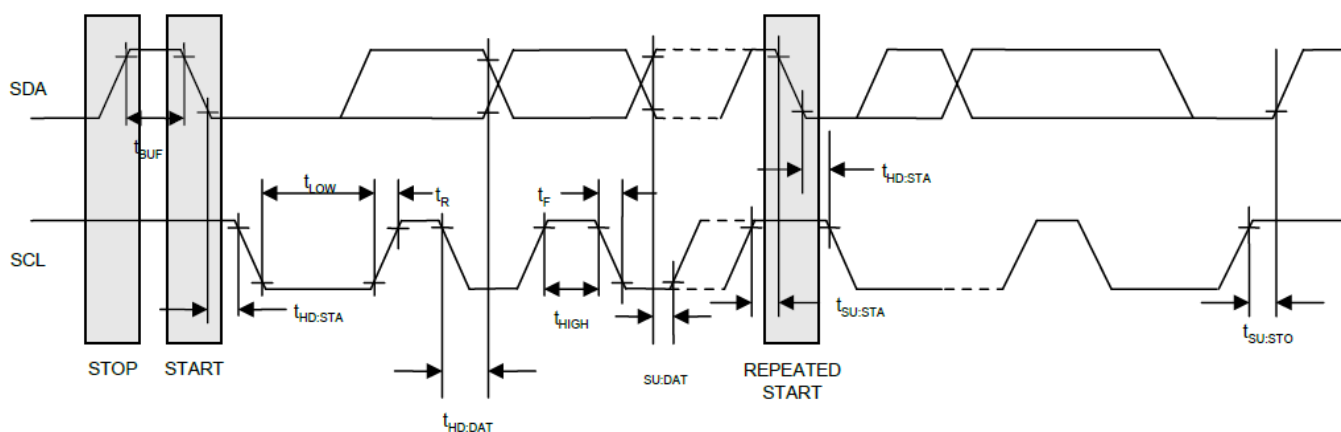 SDA
tBUF
tHD:STA
tLOW
tR
tF
SCL
tHD:STA
tHIGH
tSU:STA
tSU:STO
STOP
START
SU:DAT
REPEATED
START
tHD:DAT